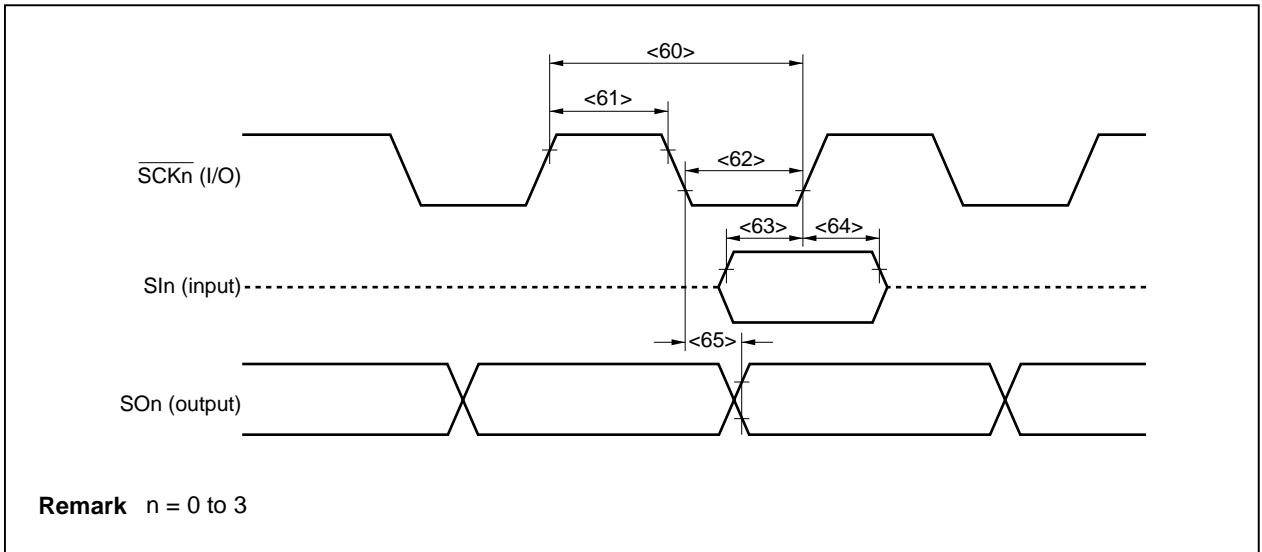 <60>
<61>
SCKn (I/O)
<62>
<63> <64>
SIn (input)
<65>
SOn (output)
Remark n = 0 to 3